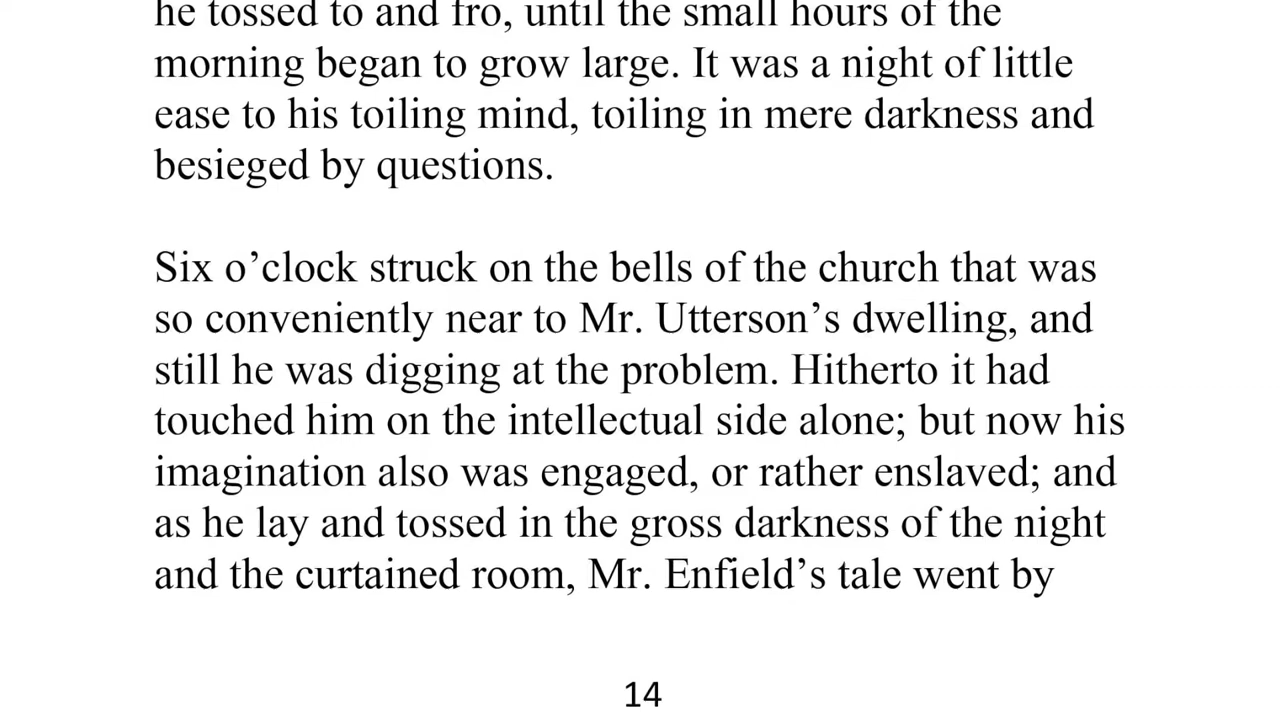 he tossed to and fro, until the small hours of the
morning began to grow large. It was a night of little
ease to his toiling mind, toiling in mere darkness and
besieged by questions.
Six o’clock struck on the bells of the church that was
so conveniently near to Mr. Utterson’s dwelling, and
still he was digging at the problem. Hitherto it had
touched him on the intellectual side alone; but now his
imagination also was engaged, or rather enslaved; and
as he lay and tossed in the gross darkness of the night
and the curtained room, Mr. Enfield’s tale went by
14